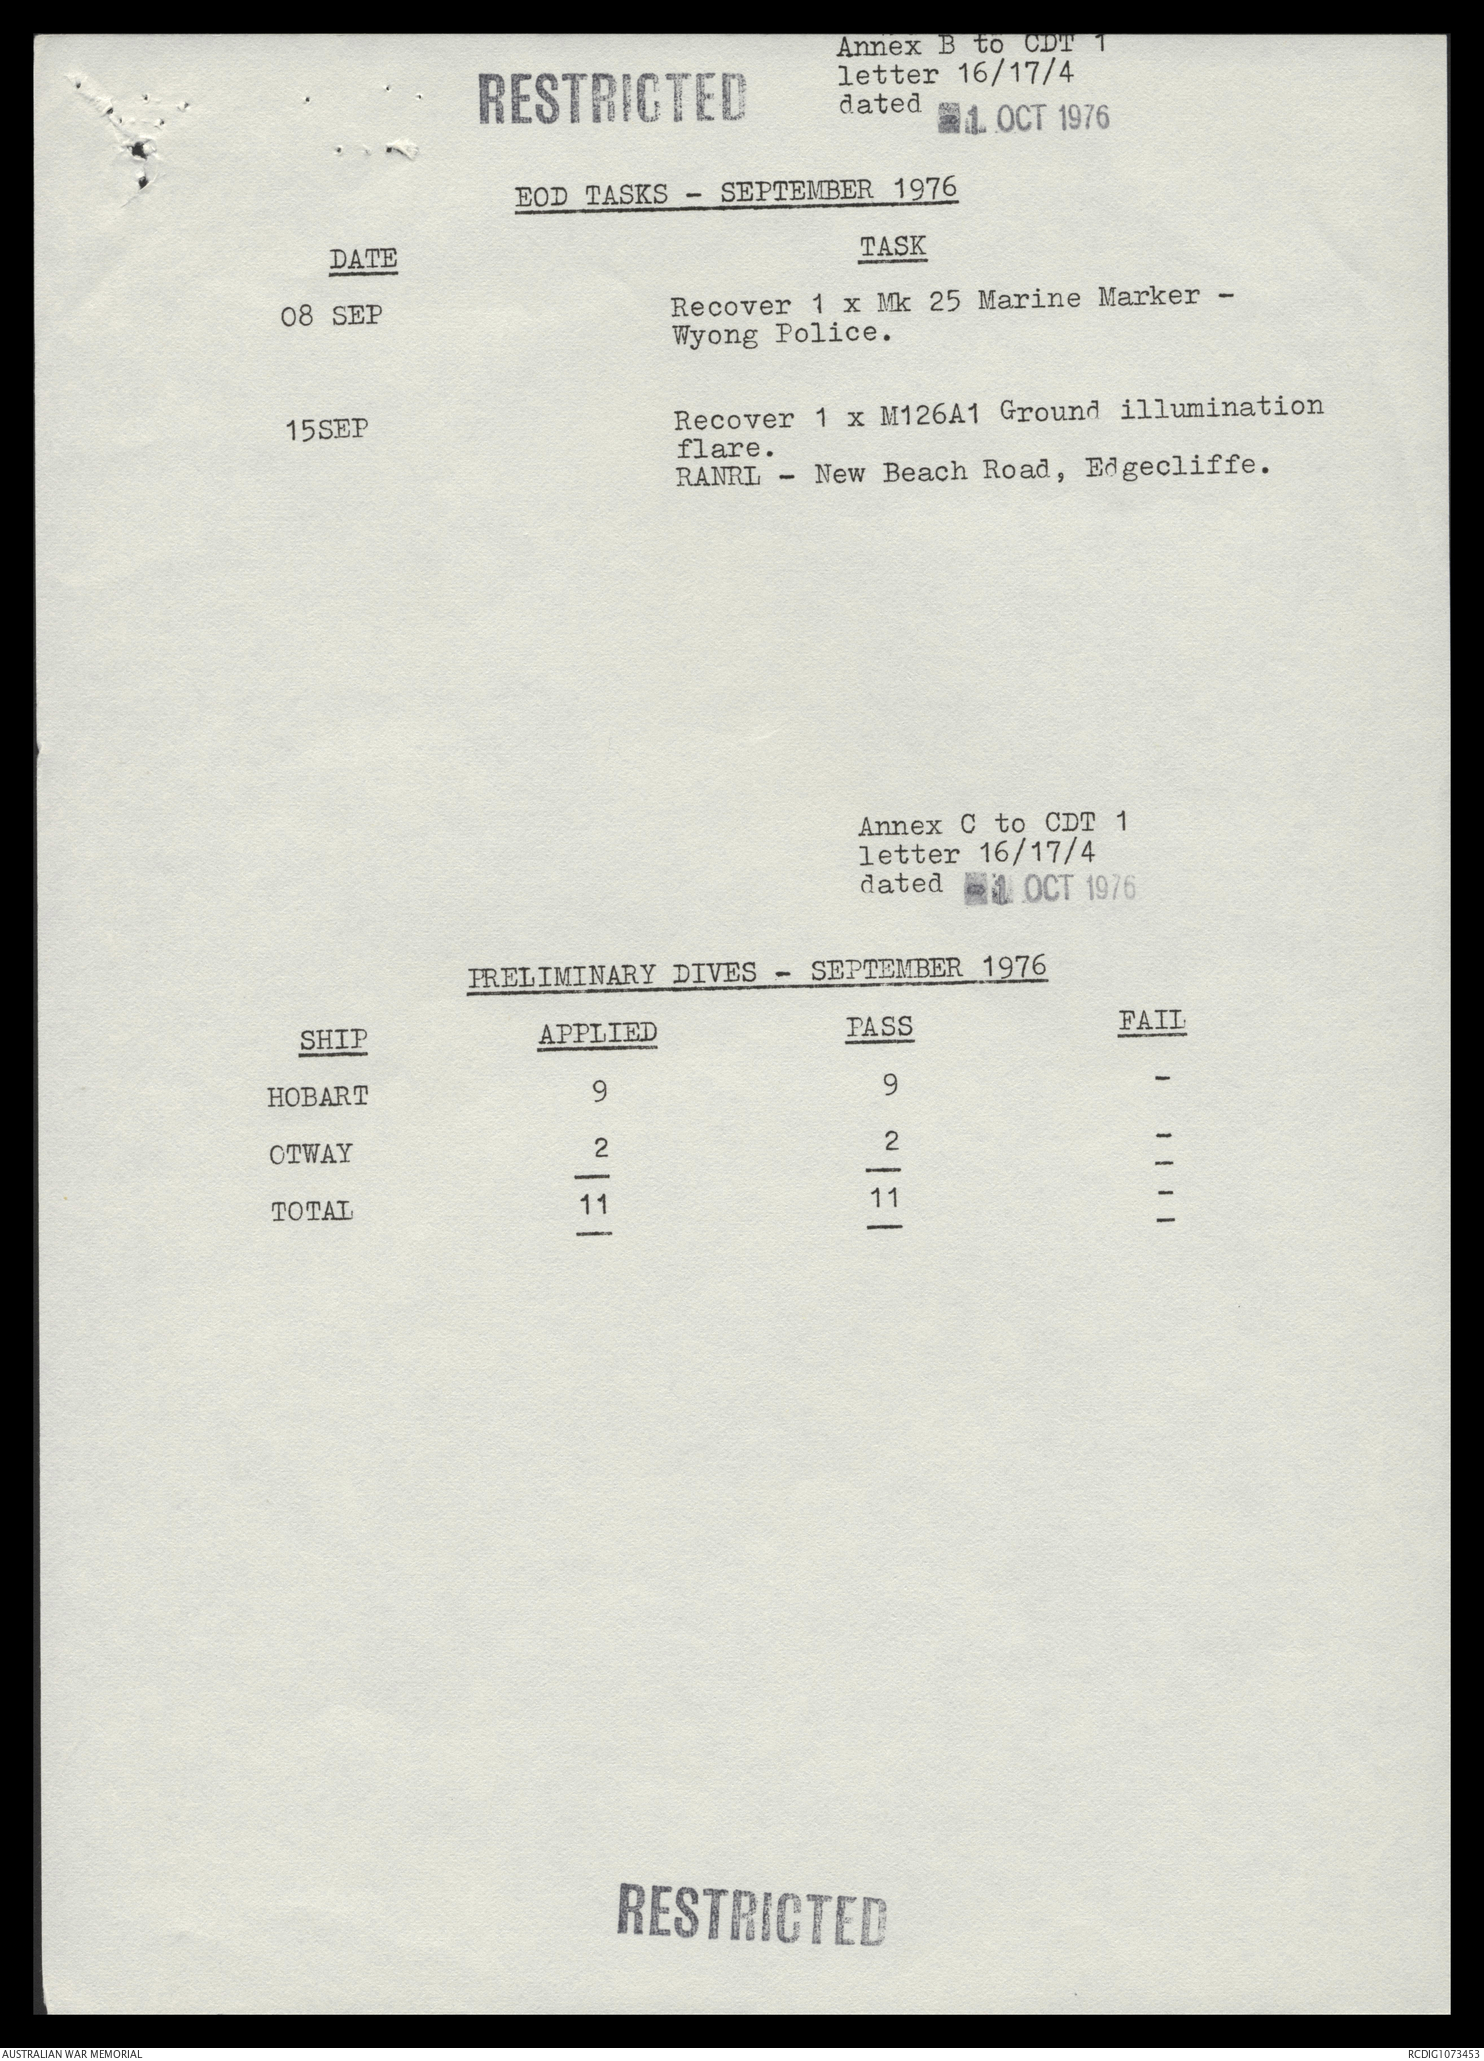 Annex B to CDT 1
RESTRICTED
letter 16/17/4
dated 1 OCT 1976
EOD TASKS - SEPTEMBER 1976
DATE TASK
08 SEP Recover 1 x Mk 25 Marine Marker -
Wyong Police.
15SEP Recover 1 x M126A1 Ground illumination
flare.
RANRL - New Beach Road, Edgecliffe.
Annex C to CDT 1
letter 16/17/4
dated 1 OCT 1976
PRELIMINARY DIVES - SEPTEMBER 1976
SHIP APPLIED PASS FAIL
HOBART 9 9 -
OTWAY 2 2 -
TOTAL 11 11 -
RESTRICTED
AUSTRALIAN WAR MEMORIAL RCDIG1073453